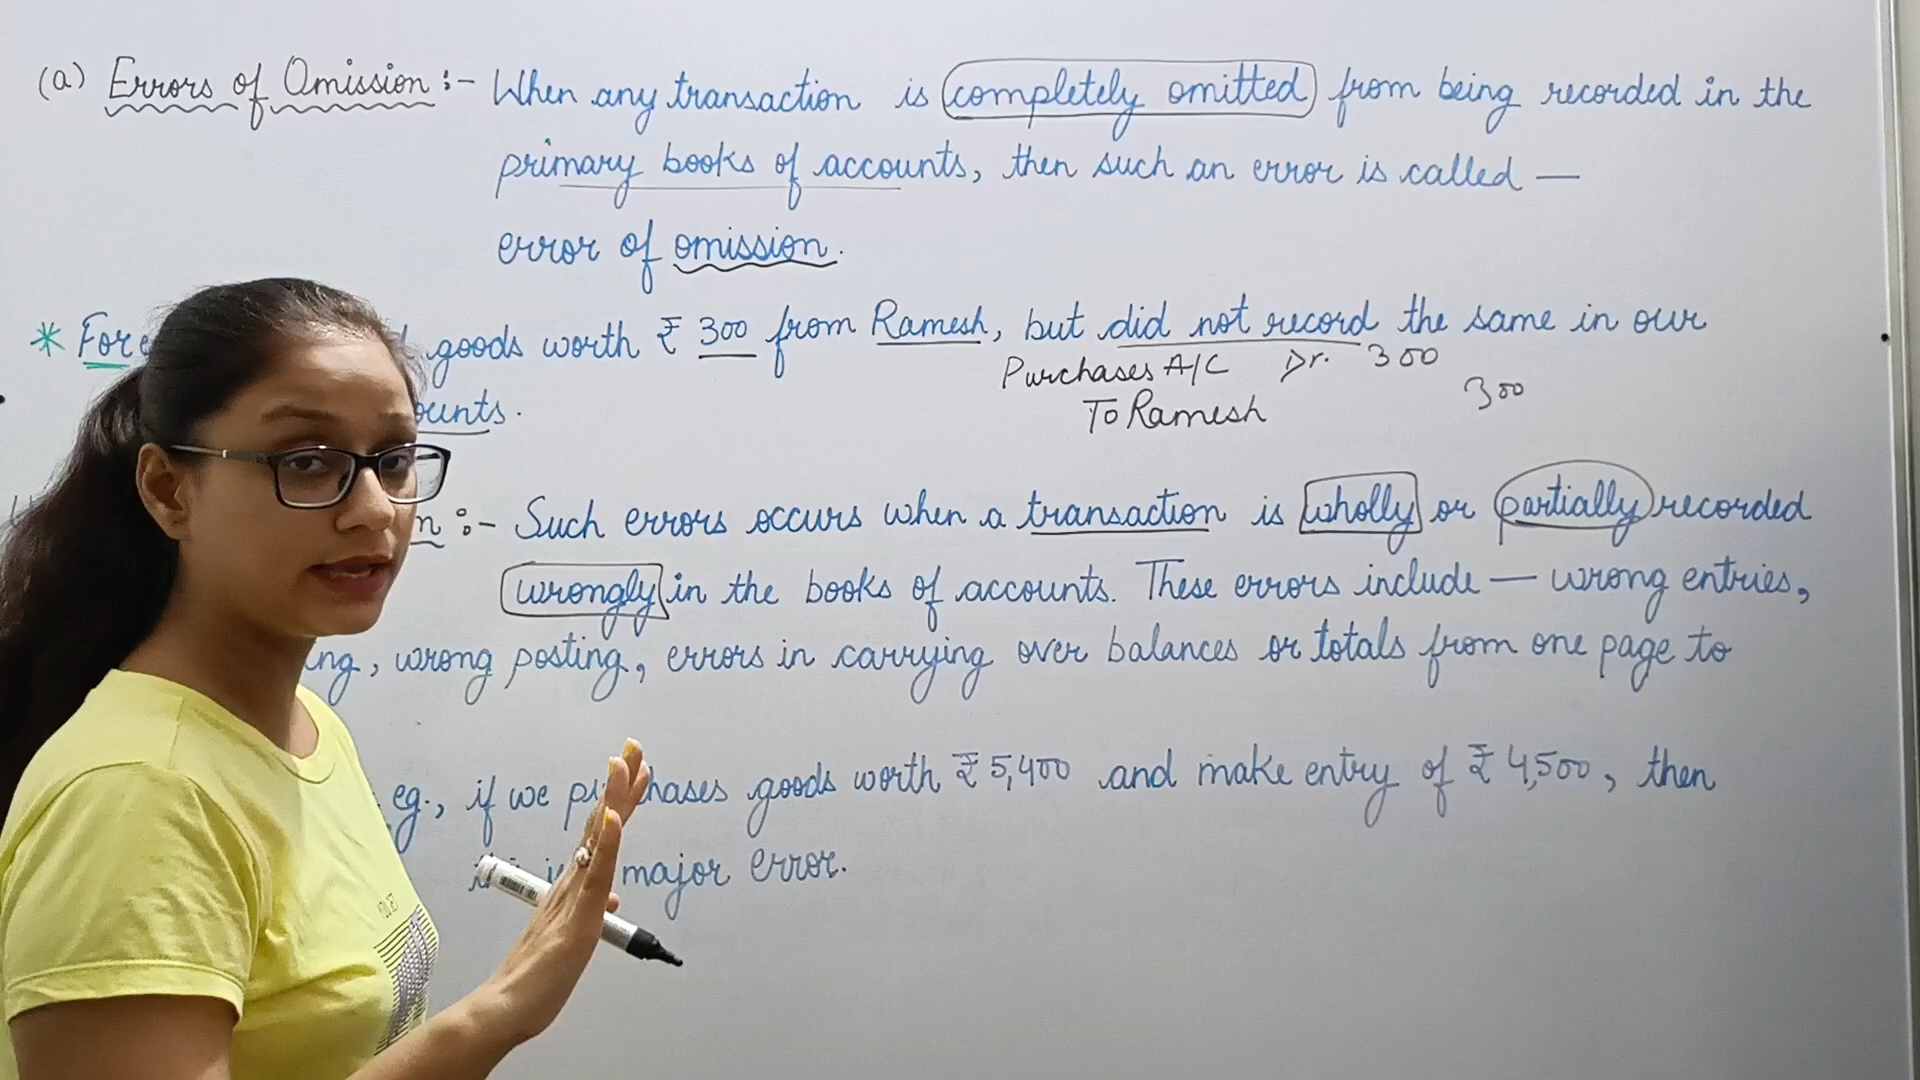 (a) Errors of Omission :- When any transaction is completely omitted from being recorded in the
primary books of accounts, then such an error is called —
error of omission.
* For goods worth ₹ 300 from Ramesh, but did not record the same in our
Purchases A/C Dr. 300
ounts.
To Ramesh 300
n :- Such errors occurs when a transaction is wholly or partially recorded
wrongly in the books of accounts. These errors include — wrong entries,
ing, wrong posting, errors in carrying over balances or totals from one page to
eg., if we purchases goods worth ₹ 5,400 and make entry of ₹ 4,500, then
major error.